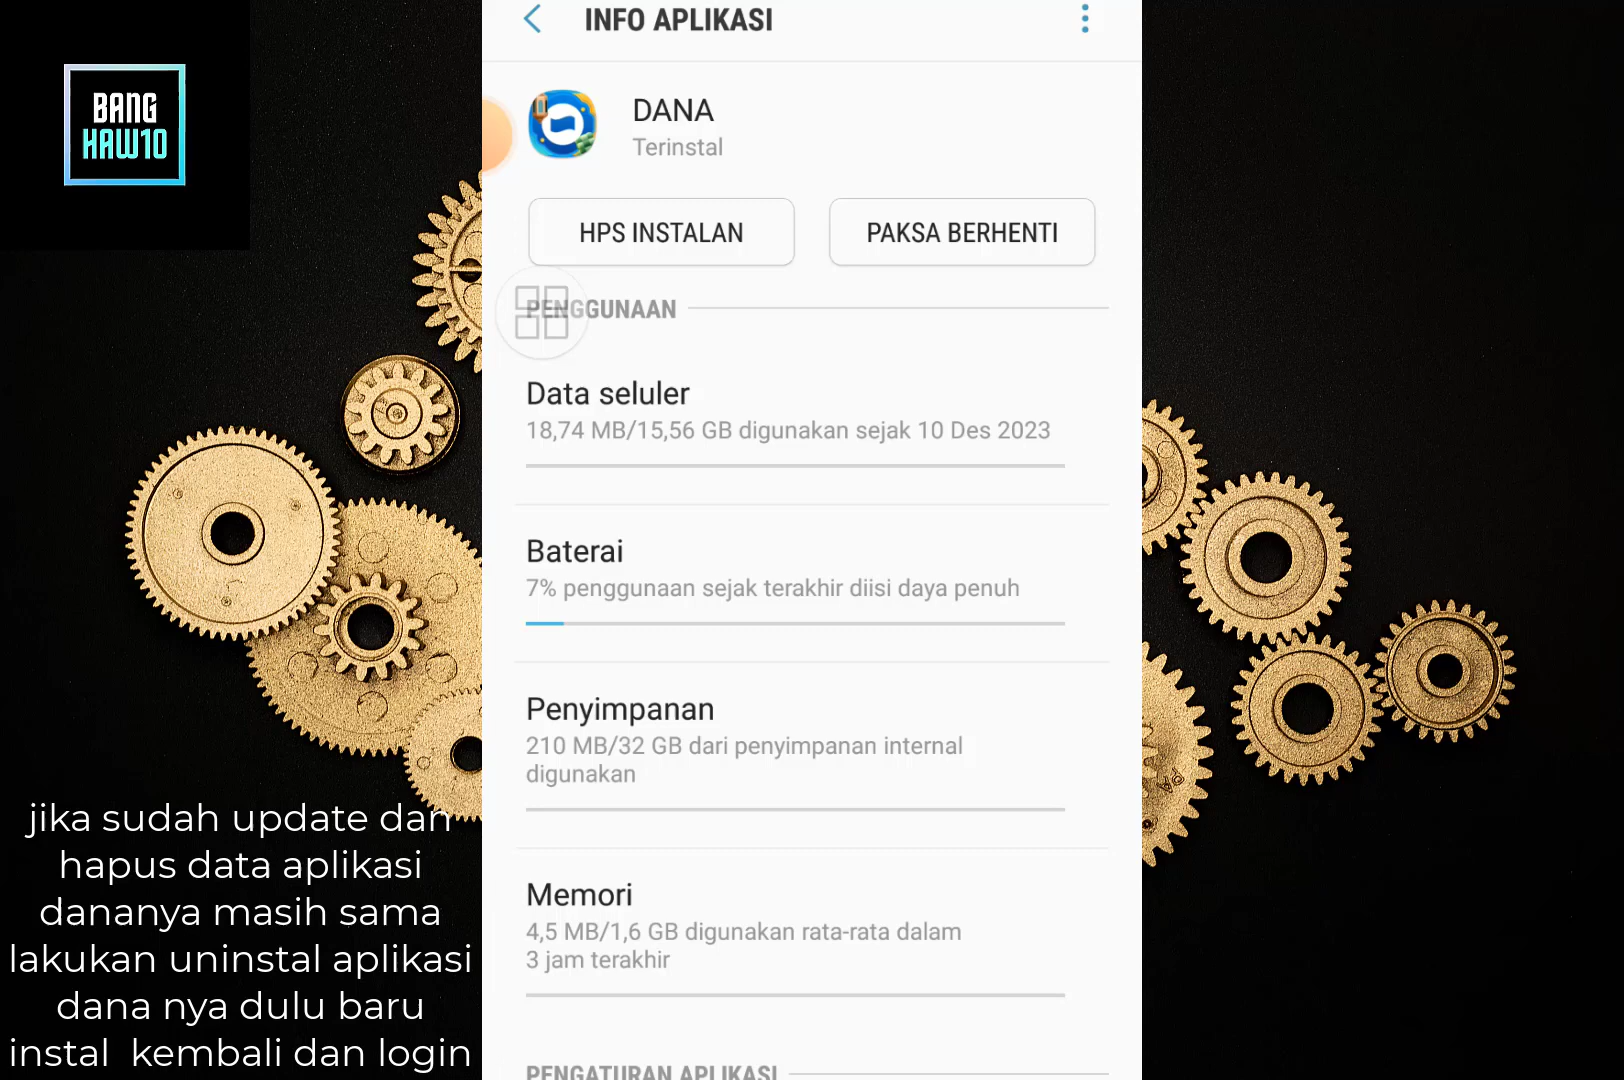 BANG
HAW10
INFO APLIKASI
DANA
Terinstal
HPS INSTALAN
PAKSA BERHENTI
PENGGUNAAN
Data seluler
18,74 MB/15,56 GB digunakan sejak 10 Des 2023
Baterai
7% penggunaan sejak terakhir diisi daya penuh
Penyimpanan
210 MB/32 GB dari penyimpanan internal
digunakan
Memori
4,5 MB/1,6 GB digunakan rata-rata dalam
3 jam terakhir
PENGATURAN APLIKASI
jika sudah update dan
hapus data aplikasi
dananya masih sama
lakukan uninstal aplikasi
dana nya dulu baru
instal kembali dan login